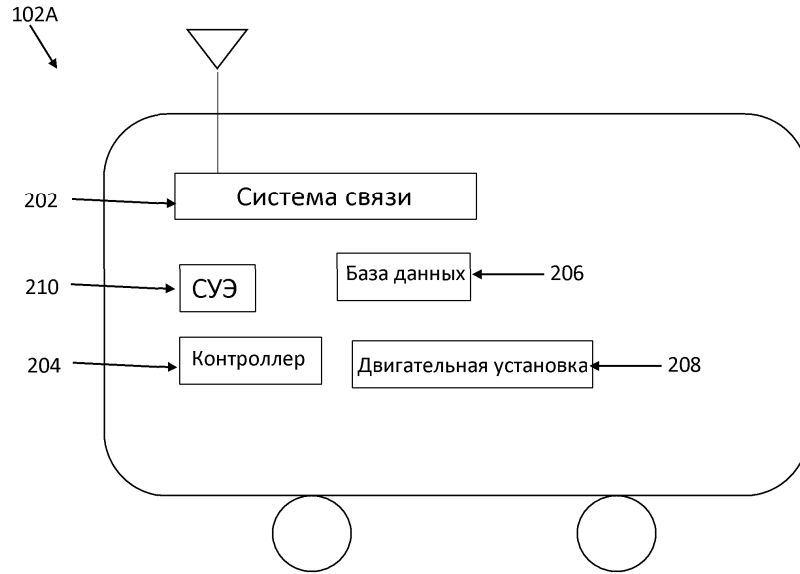 102A
202
Система связи
210
СУЭ
База данных
206
204
Контроллер
Двигательная установка
208